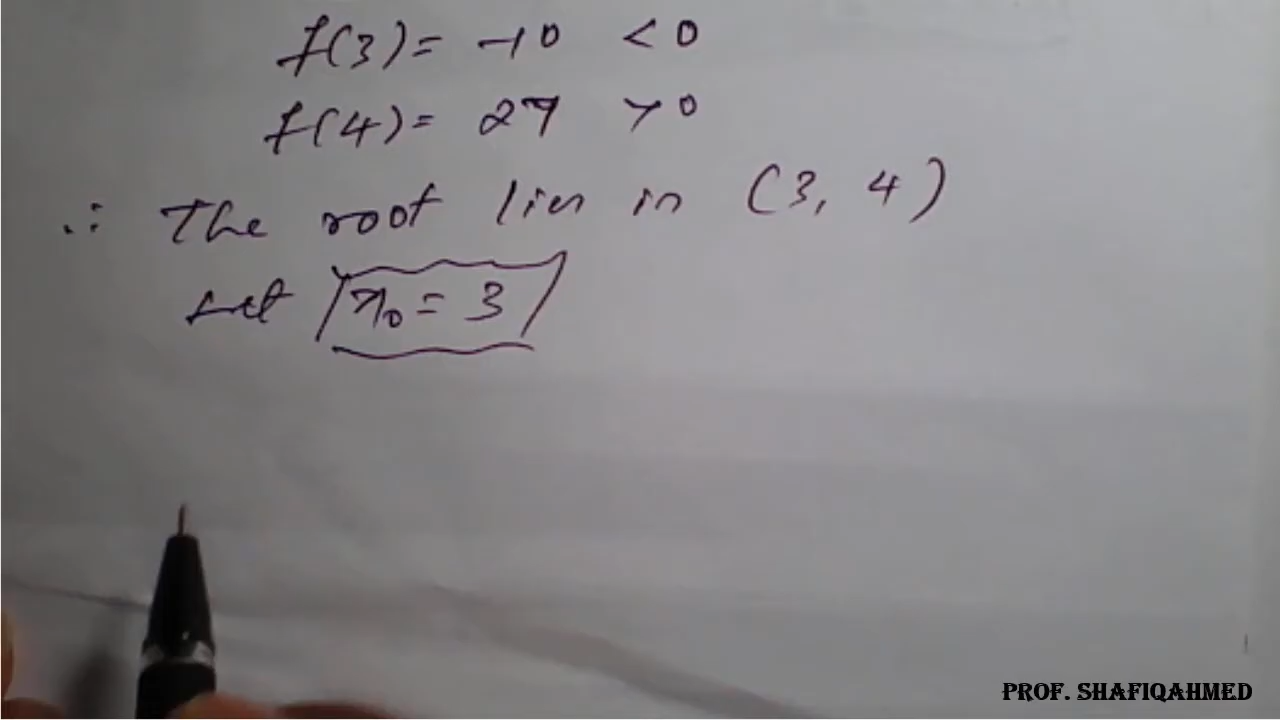 f(3) = -10 < 0
f(4) = 27 > 0
∴ The root lies in (3, 4)
Let x₀ = 3
PROF. SHAFIQAHMED